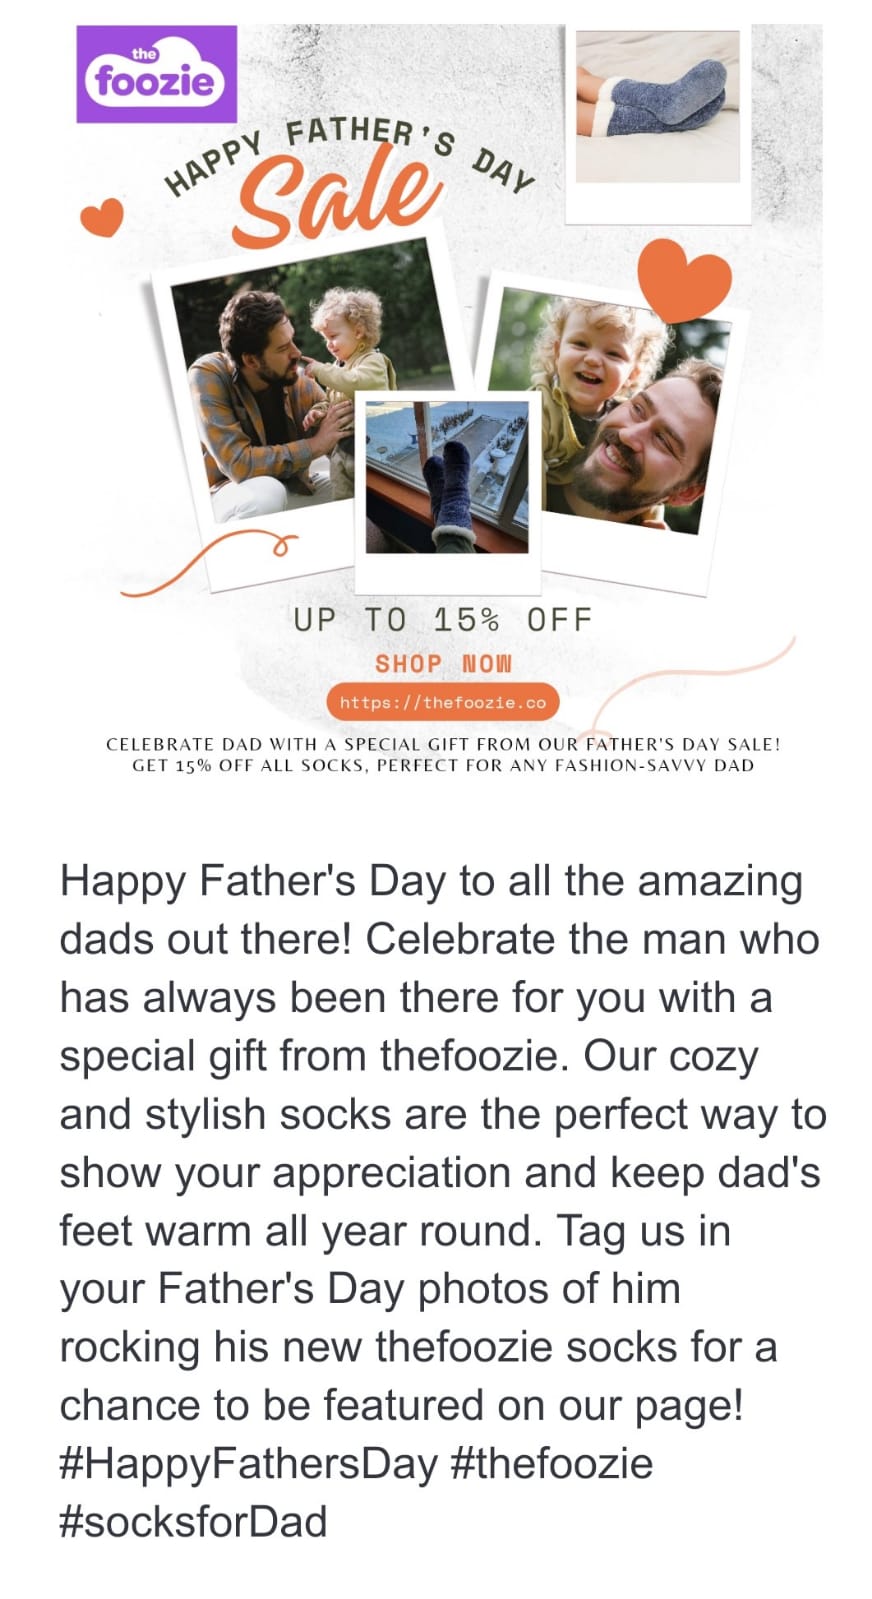 the
foozie
HAPPY FATHER'S DAY
Sale
UP TO 15% OFF
SHOP NOW
https://thefoozie.co
CELEBRATE DAD WITH A SPECIAL GIFT FROM OUR FATHER'S DAY SALE!
GET 15% OFF ALL SOCKS, PERFECT FOR ANY FASHION-SAVVY DAD
Happy Father's Day to all the amazing
dads out there! Celebrate the man who
has always been there for you with a
special gift from thefoozie. Our cozy
and stylish socks are the perfect way to
show your appreciation and keep dad's
feet warm all year round. Tag us in
your Father's Day photos of him
rocking his new thefoozie socks for a
chance to be featured on our page!
#HappyFathersDay #thefoozie
#socksforDad